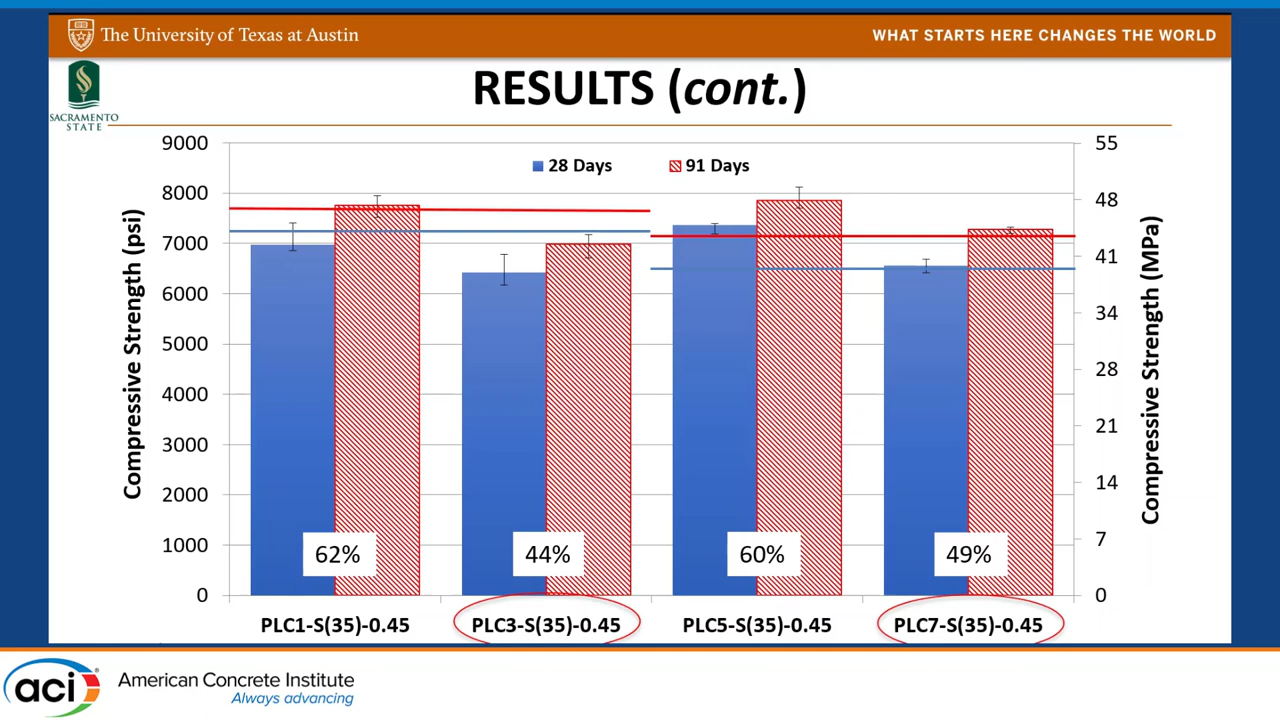 The University of Texas at Austin
WHAT STARTS HERE CHANGES THE WORLD
SACRAMENTO
STATE
RESULTS (cont.)
28 Days
91 Days
Compressive Strength (psi)
9000
8000
7000
6000
5000
4000
3000
2000
1000
0
55
48
41
34
28
21
14
7
0
Compressive Strength (MPa)
62%
44%
60%
49%
PLC1-S(35)-0.45
PLC3-S(35)-0.45
PLC5-S(35)-0.45
PLC7-S(35)-0.45
aci
American Concrete Institute
Always advancing